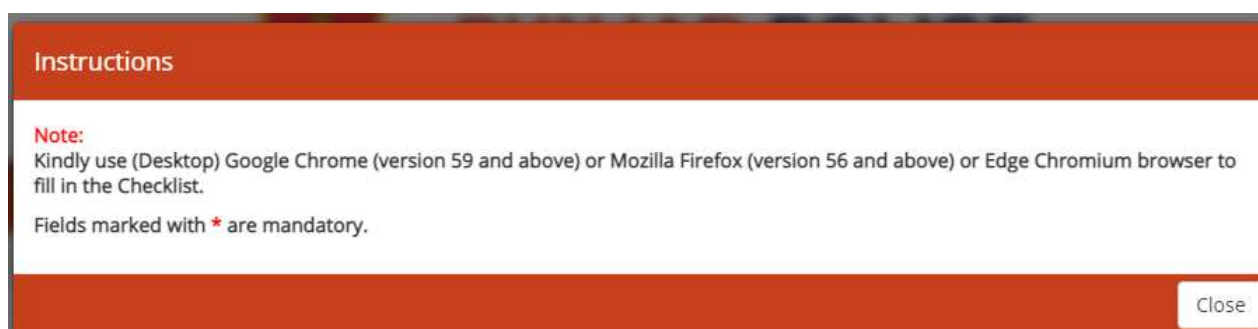 Instructions
Note:
Kindly use (Desktop) Google Chrome (version 59 and above) or Mozilla Firefox (version 56 and above) or Edge Chromium browser to
fill in the Checklist.
Fields marked with * are mandatory.
Close